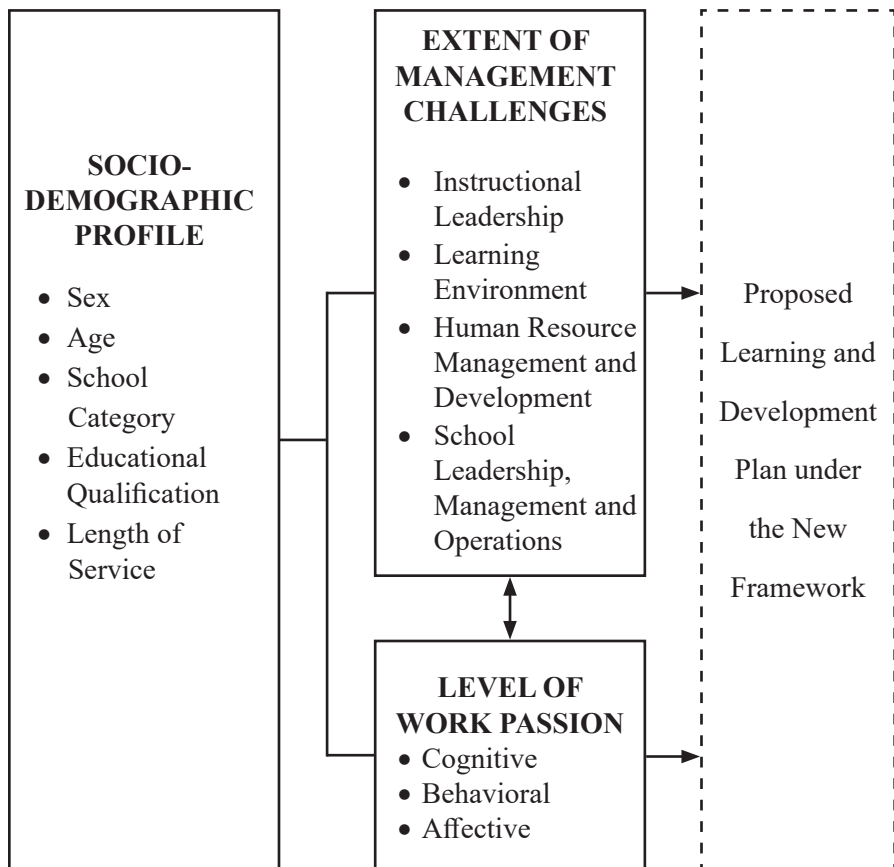 SOCIO-
DEMOGRAPHIC
PROFILE
• Sex
• Age
• School
Category
• Educational
Qualification
• Length of
Service
EXTENT OF
MANAGEMENT
CHALLENGES
• Instructional
Leadership
• Learning
Environment
• Human Resource
Management and
Development
• School
Leadership,
Management and
Operations
LEVEL OF
WORK PASSION
• Cognitive
• Behavioral
• Affective
Proposed
Learning and
Development
Plan under
the New
Framework